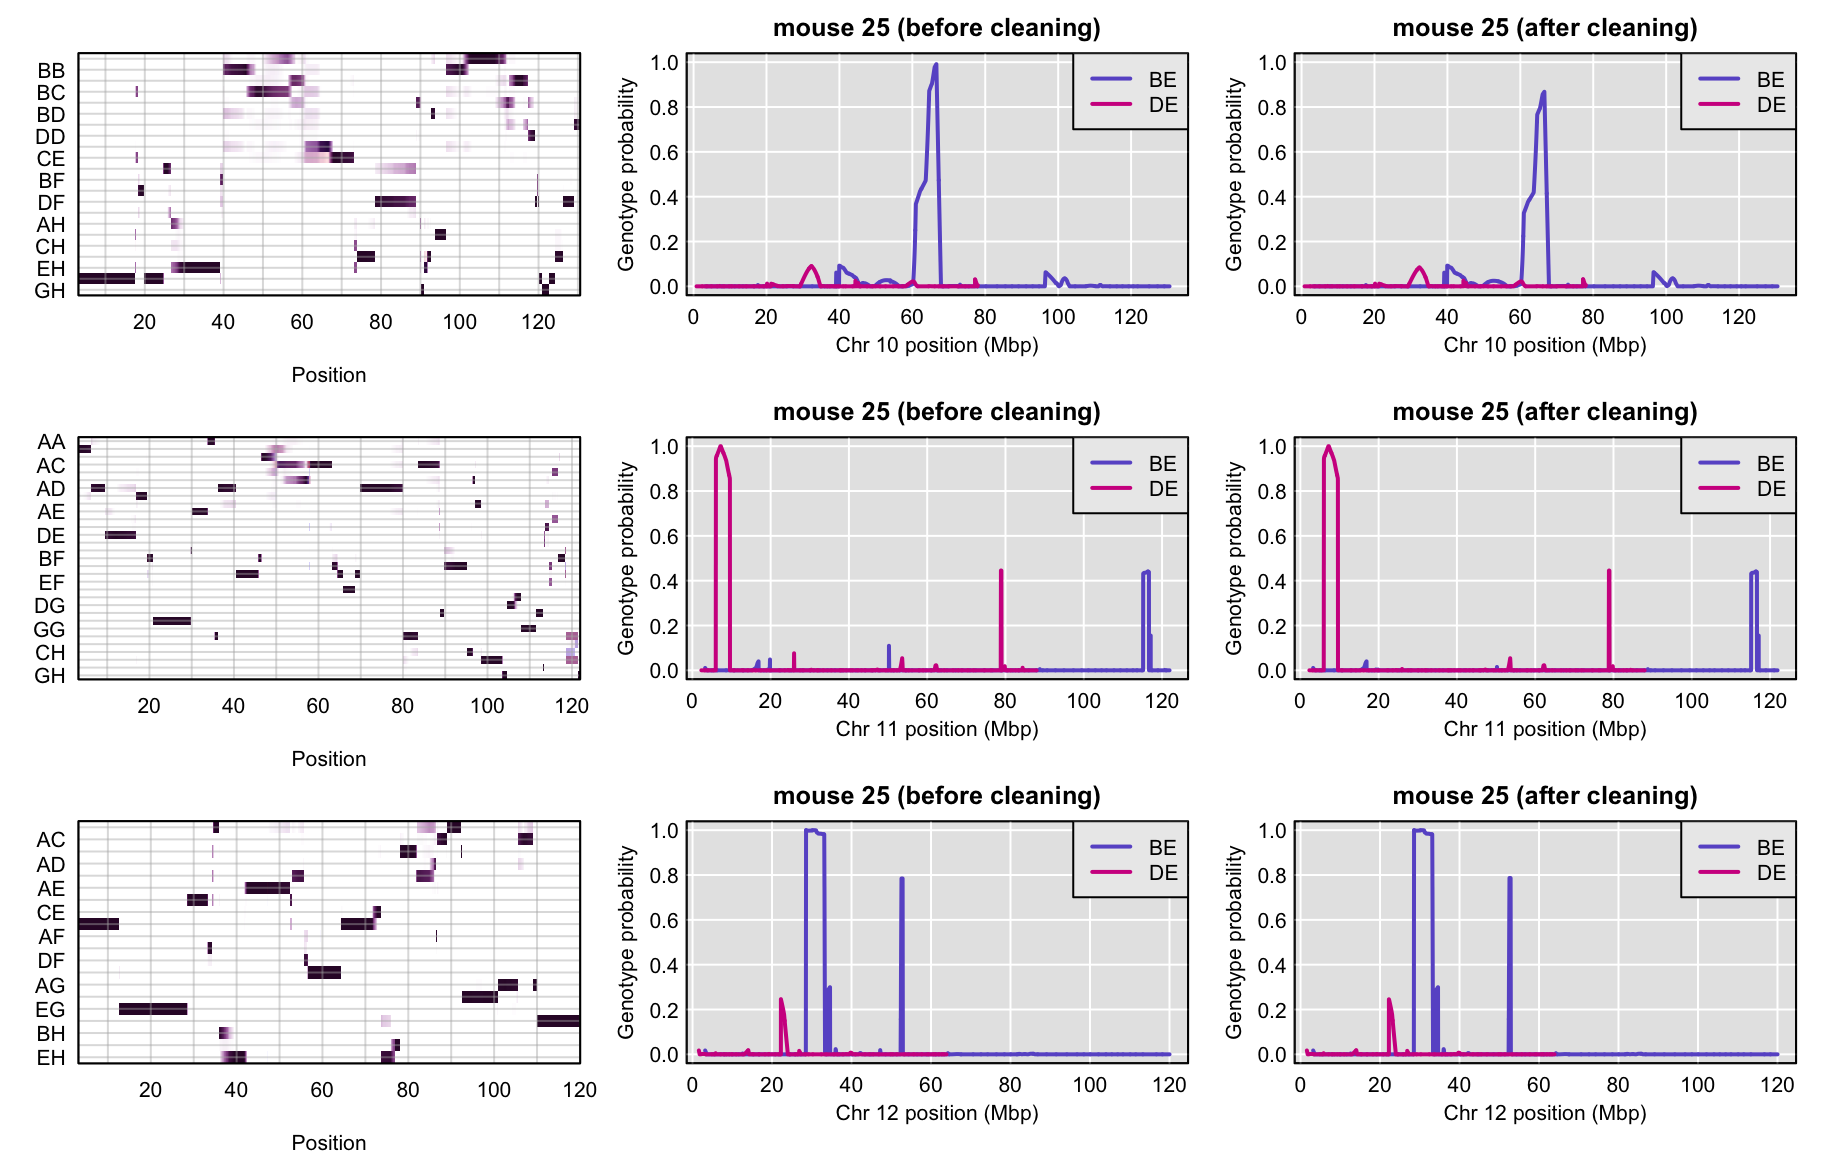 mouse 25 (before cleaning)
mouse 25 (after cleaning)
BB
BC
BD
DD
CE
BF
DF
AH
CH
EH
GH
20 40 60 80 100 120
Position
Genotype probability
1.0
0.8
0.6
0.4
0.2
0.0
BE
DE
0 20 40 60 80 100 120
Chr 10 position (Mbp)
Genotype probability
1.0
0.8
0.6
0.4
0.2
0.0
BE
DE
0 20 40 60 80 100 120
Chr 10 position (Mbp)
mouse 25 (before cleaning)
mouse 25 (after cleaning)
AA
AC
AD
AE
DE
BF
EF
DG
GG
CH
GH
20 40 60 80 100 120
Position
Genotype probability
1.0
0.8
0.6
0.4
0.2
0.0
BE
DE
0 20 40 60 80 100 120
Chr 11 position (Mbp)
Genotype probability
1.0
0.8
0.6
0.4
0.2
0.0
BE
DE
0 20 40 60 80 100 120
Chr 11 position (Mbp)
mouse 25 (before cleaning)
mouse 25 (after cleaning)
AC
AD
AE
CE
AF
DF
AG
EG
BH
EH
20 40 60 80 100 120
Position
Genotype probability
1.0
0.8
0.6
0.4
0.2
0.0
BE
DE
0 20 40 60 80 100 120
Chr 12 position (Mbp)
Genotype probability
1.0
0.8
0.6
0.4
0.2
0.0
BE
DE
0 20 40 60 80 100 120
Chr 12 position (Mbp)